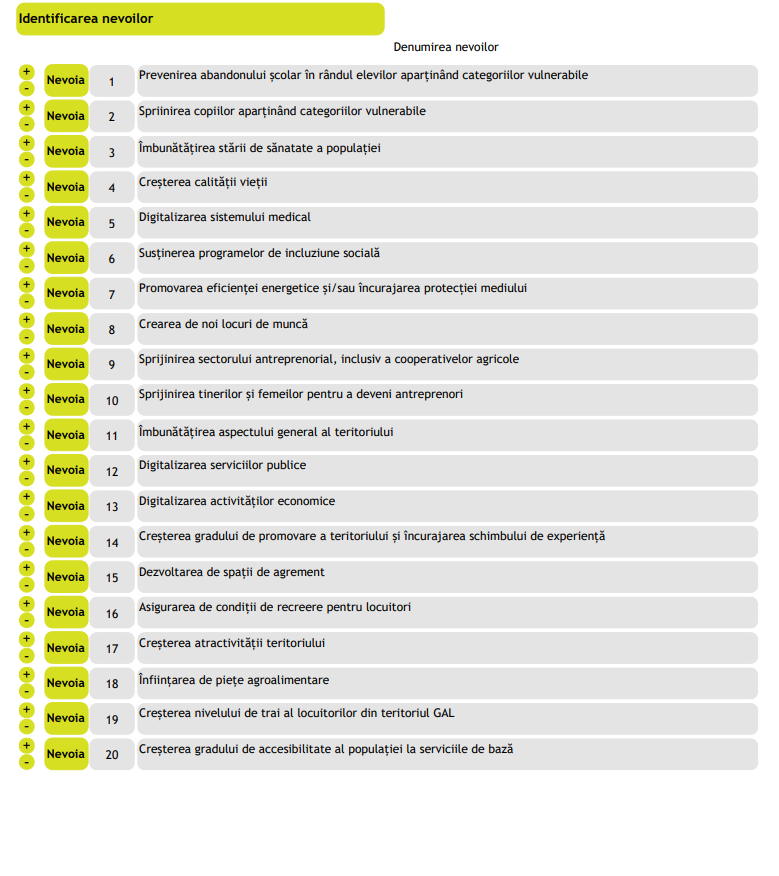 Identificarea nevoilor
Denumirea nevoilor
+
-
Nevoia 1 Prevenirea abandonului școlar în rândul elevilor aparținând categoriilor vulnerabile
+
-
Nevoia 2 Spriinirea copiilor aparținând categoriilor vulnerabile
+
-
Nevoia 3 Îmbunătățirea stării de sănatate a populației
+
-
Nevoia 4 Creșterea calității vieții
+
-
Nevoia 5 Digitalizarea sistemului medical
+
-
Nevoia 6 Susținerea programelor de incluziune socială
+
-
Nevoia 7 Promovarea eficienței energetice și/sau încurajarea protecției mediului
+
-
Nevoia 8 Crearea de noi locuri de muncă
+
-
Nevoia 9 Sprijinirea sectorului antreprenorial, inclusiv a cooperativelor agricole
+
-
Nevoia 10 Sprijinirea tinerilor și femeilor pentru a deveni antreprenori
+
-
Nevoia 11 Îmbunătățirea aspectului general al teritoriului
+
-
Nevoia 12 Digitalizarea serviciilor publice
+
-
Nevoia 13 Digitalizarea activităților economice
+
-
Nevoia 14 Creșterea gradului de promovare a teritoriului și încurajarea schimbului de experiență
+
-
Nevoia 15 Dezvoltarea de spații de agrement
+
-
Nevoia 16 Asigurarea de condiții de recreere pentru locuitori
+
-
Nevoia 17 Creșterea atractivității teritoriului
+
-
Nevoia 18 Înființarea de piețe agroalimentare
+
-
Nevoia 19 Creșterea nivelului de trai al locuitorilor din teritoriul GAL
+
-
Nevoia 20 Creșterea gradului de accesibilitate al populației la serviciile de bază